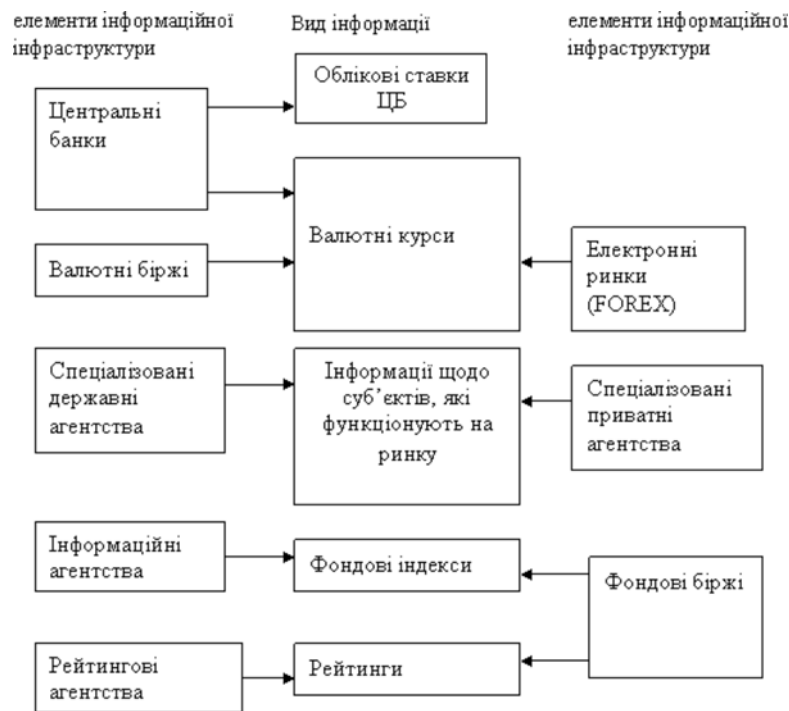 елементи інформаційної
інфраструктури
Вид інформації
елементи інформаційної
інфраструктури
Облікові ставки
ЦБ
Центральні
банки
Валютні курси
Валютні біржі
Електронні
ринки
(FOREX)
Спеціалізовані
державні
агентства
Інформації щодо
суб’єктів, які
функціонують на
ринку
Спеціалізовані
приватні
агентства
Інформаційні
агентства
Фондові індекси
Фондові біржі
Рейтингові
агентства
Рейтинги